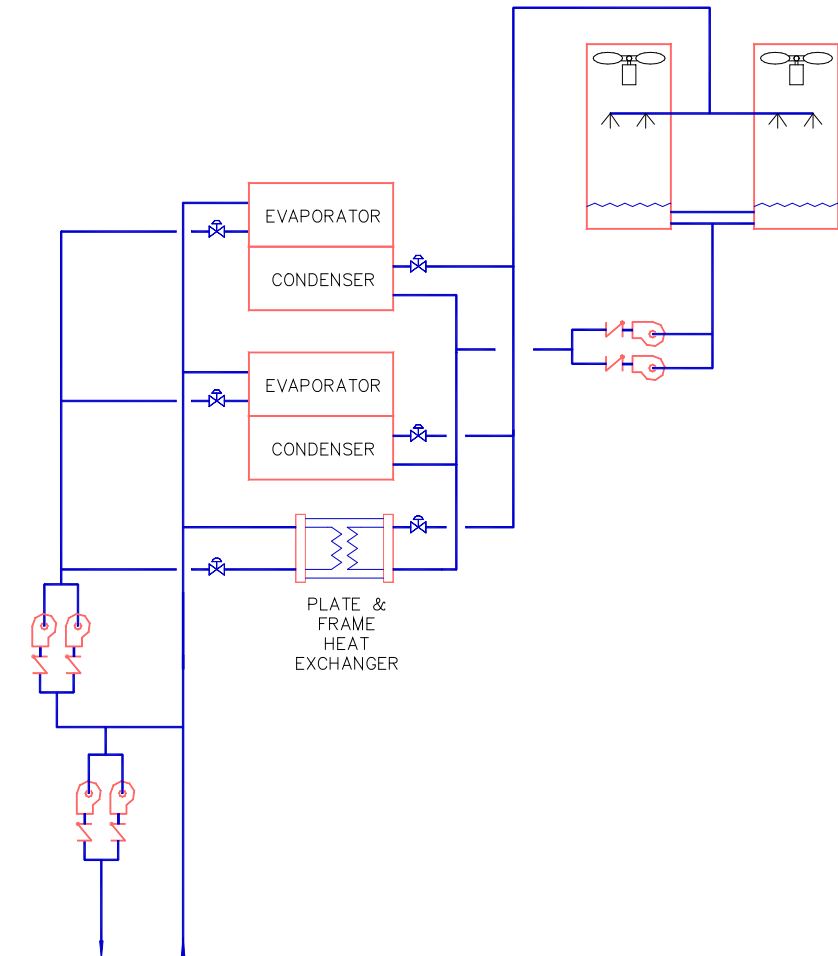 EVAPORATOR
CONDENSER
EVAPORATOR
CONDENSER
PLATE &
FRAME
HEAT
EXCHANGER